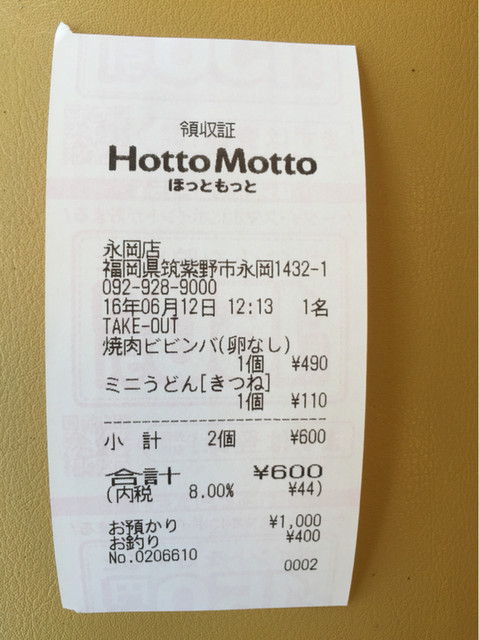 領収証
Hotto Motto
ほっともっと
永岡店
福岡県筑紫野市永岡1432-1
092-928-9000
16年06月12日 12:13 1名
TAKE-OUT
焼肉ビビンバ(卵なし)
1個 ¥490
ミニうどん[きつね]
1個 ¥110
小計 2個 ¥600
合計 ¥600
(内税 8.00% ¥44)
お預かり ¥1,000
お釣り ¥400
No.0206610 0002